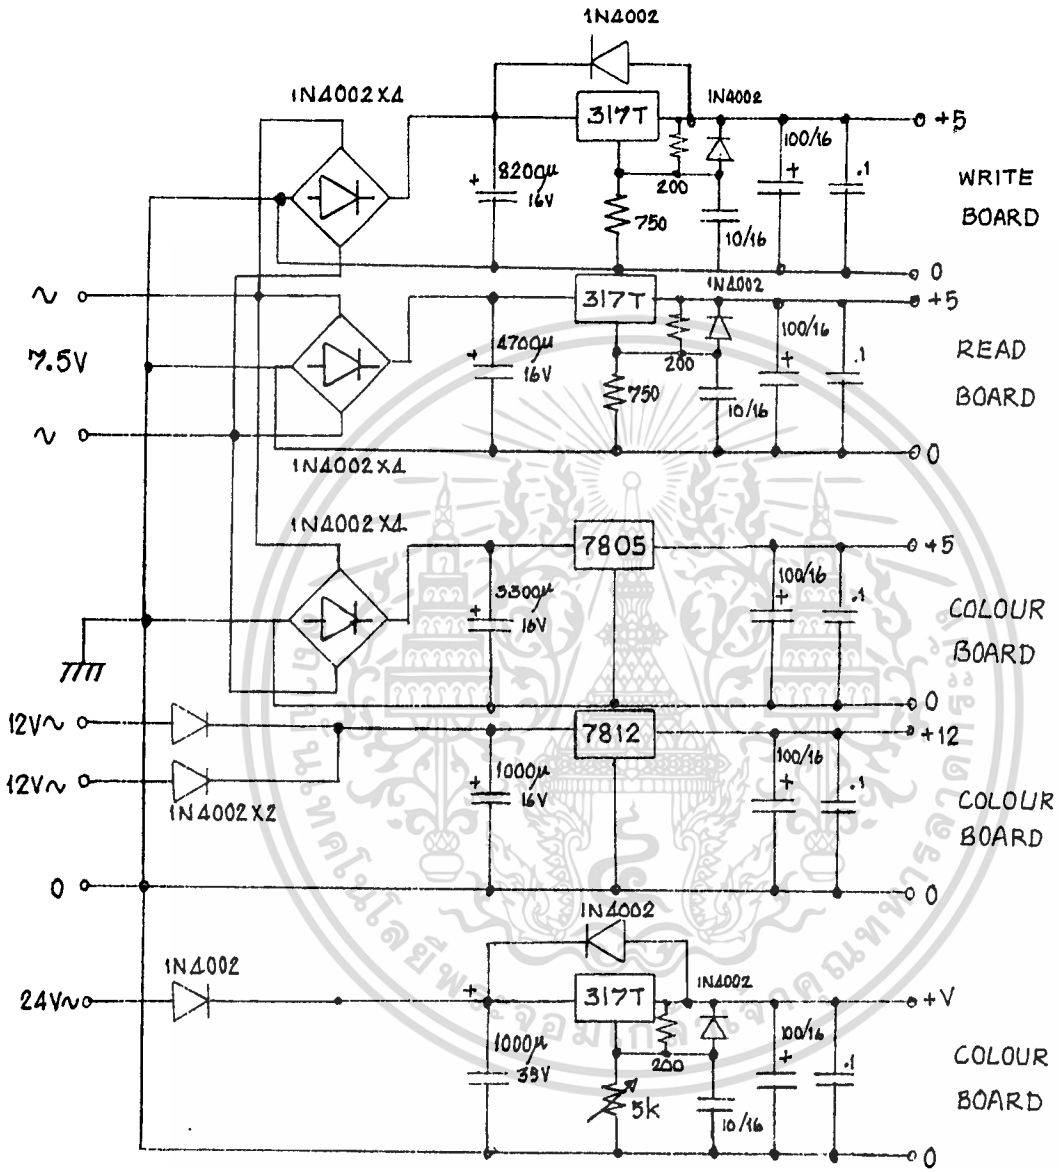 1N4002
1N4002X4
317T
1N4002
100/16
+5
+
8200µ
16V
200
+
.1
WRITE
BOARD
750
10/16
0
~
317T
1N4002
+5
7.5V
+
4700µ
16V
200
100/16
+
.1
READ
BOARD
750
10/16
~
0
1N4002X4
1N4002X4
7805
+5
+
3300µ
16V
100/16
+
.1
COLOUR
BOARD
0
12V~
7812
+12
12V~
1N4002X2
+
1000µ
16V
100/16
+
.1
COLOUR
BOARD
0
0
1N4002
1N4002
24V~
+
317T
1N4002
+V
1000µ
35V
200
100/16
+
.1
COLOUR
BOARD
5k
10/16
0